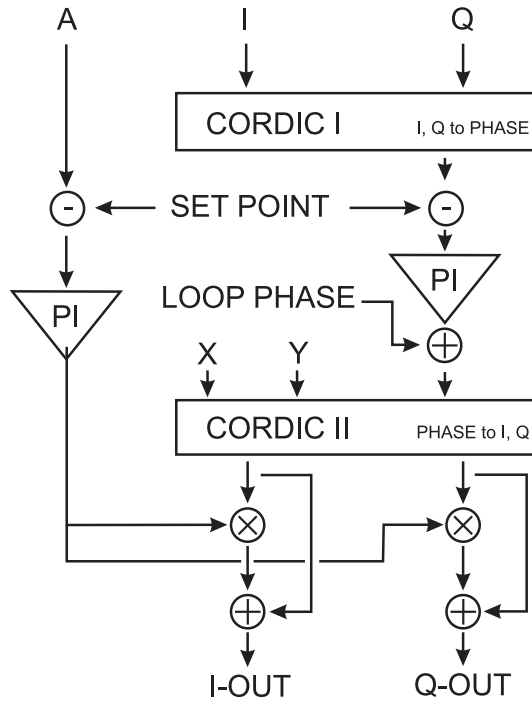 A I Q
CORDIC I I, Q to PHASE
- SET POINT -
PI
PI
LOOP PHASE
X Y
CORDIC II PHASE to I, Q
I-OUT Q-OUT